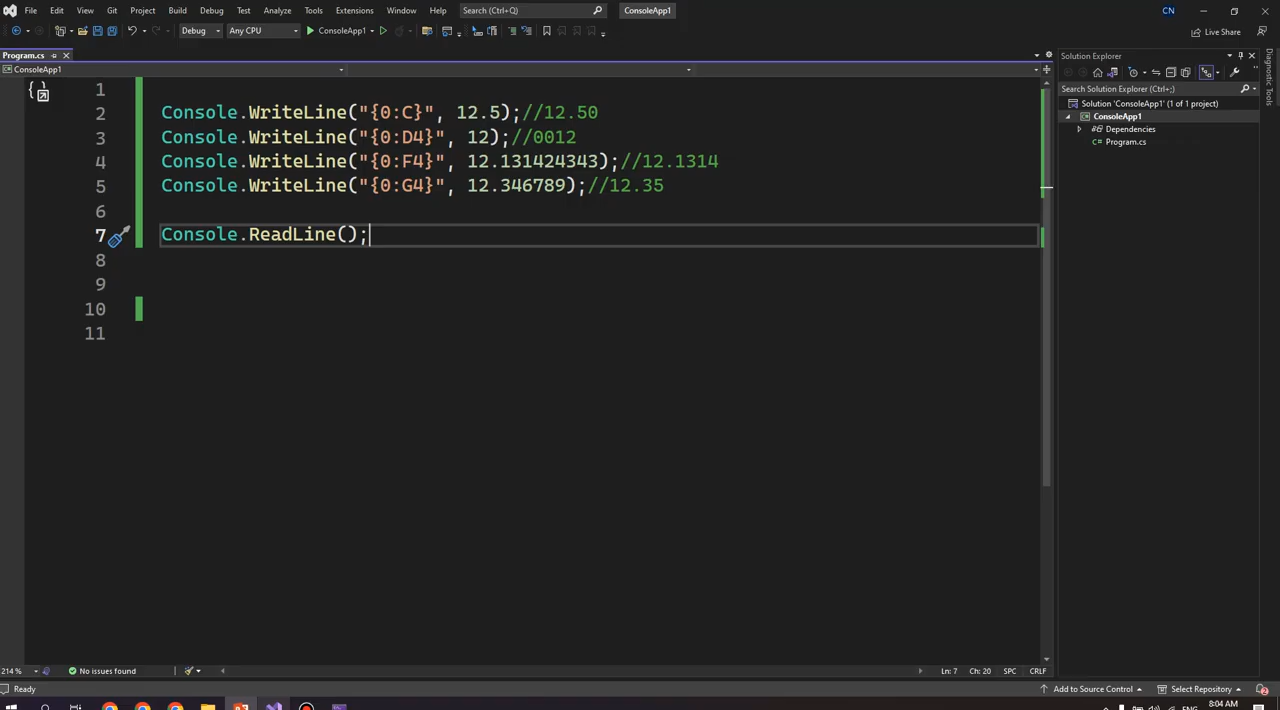 File Edit View Git Project Build Debug Test Analyze Tools Extensions Window Help Search (Ctrl+Q) ConsoleApp1 CN
Debug Any CPU ConsoleApp1 Live Share
Program.cs
ConsoleApp1
1
2 Console.WriteLine("{0:C}", 12.5);//12.50
3 Console.WriteLine("{0:D4}", 12);//0012
4 Console.WriteLine("{0:F4}", 12.131424343);//12.1314
5 Console.WriteLine("{0:G4}", 12.346789);//12.35
6
7 Console.ReadLine();
8
9
10
11
Solution Explorer
Search Solution Explorer (Ctrl+;)
Solution 'ConsoleApp1' (1 of 1 project)
ConsoleApp1
Dependencies
Program.cs
Diagnostic Tools
214 % No issues found Ln: 7 Ch: 20 SPC CRLF
Ready Add to Source Control Select Repository 2
ENG 8:04 AM